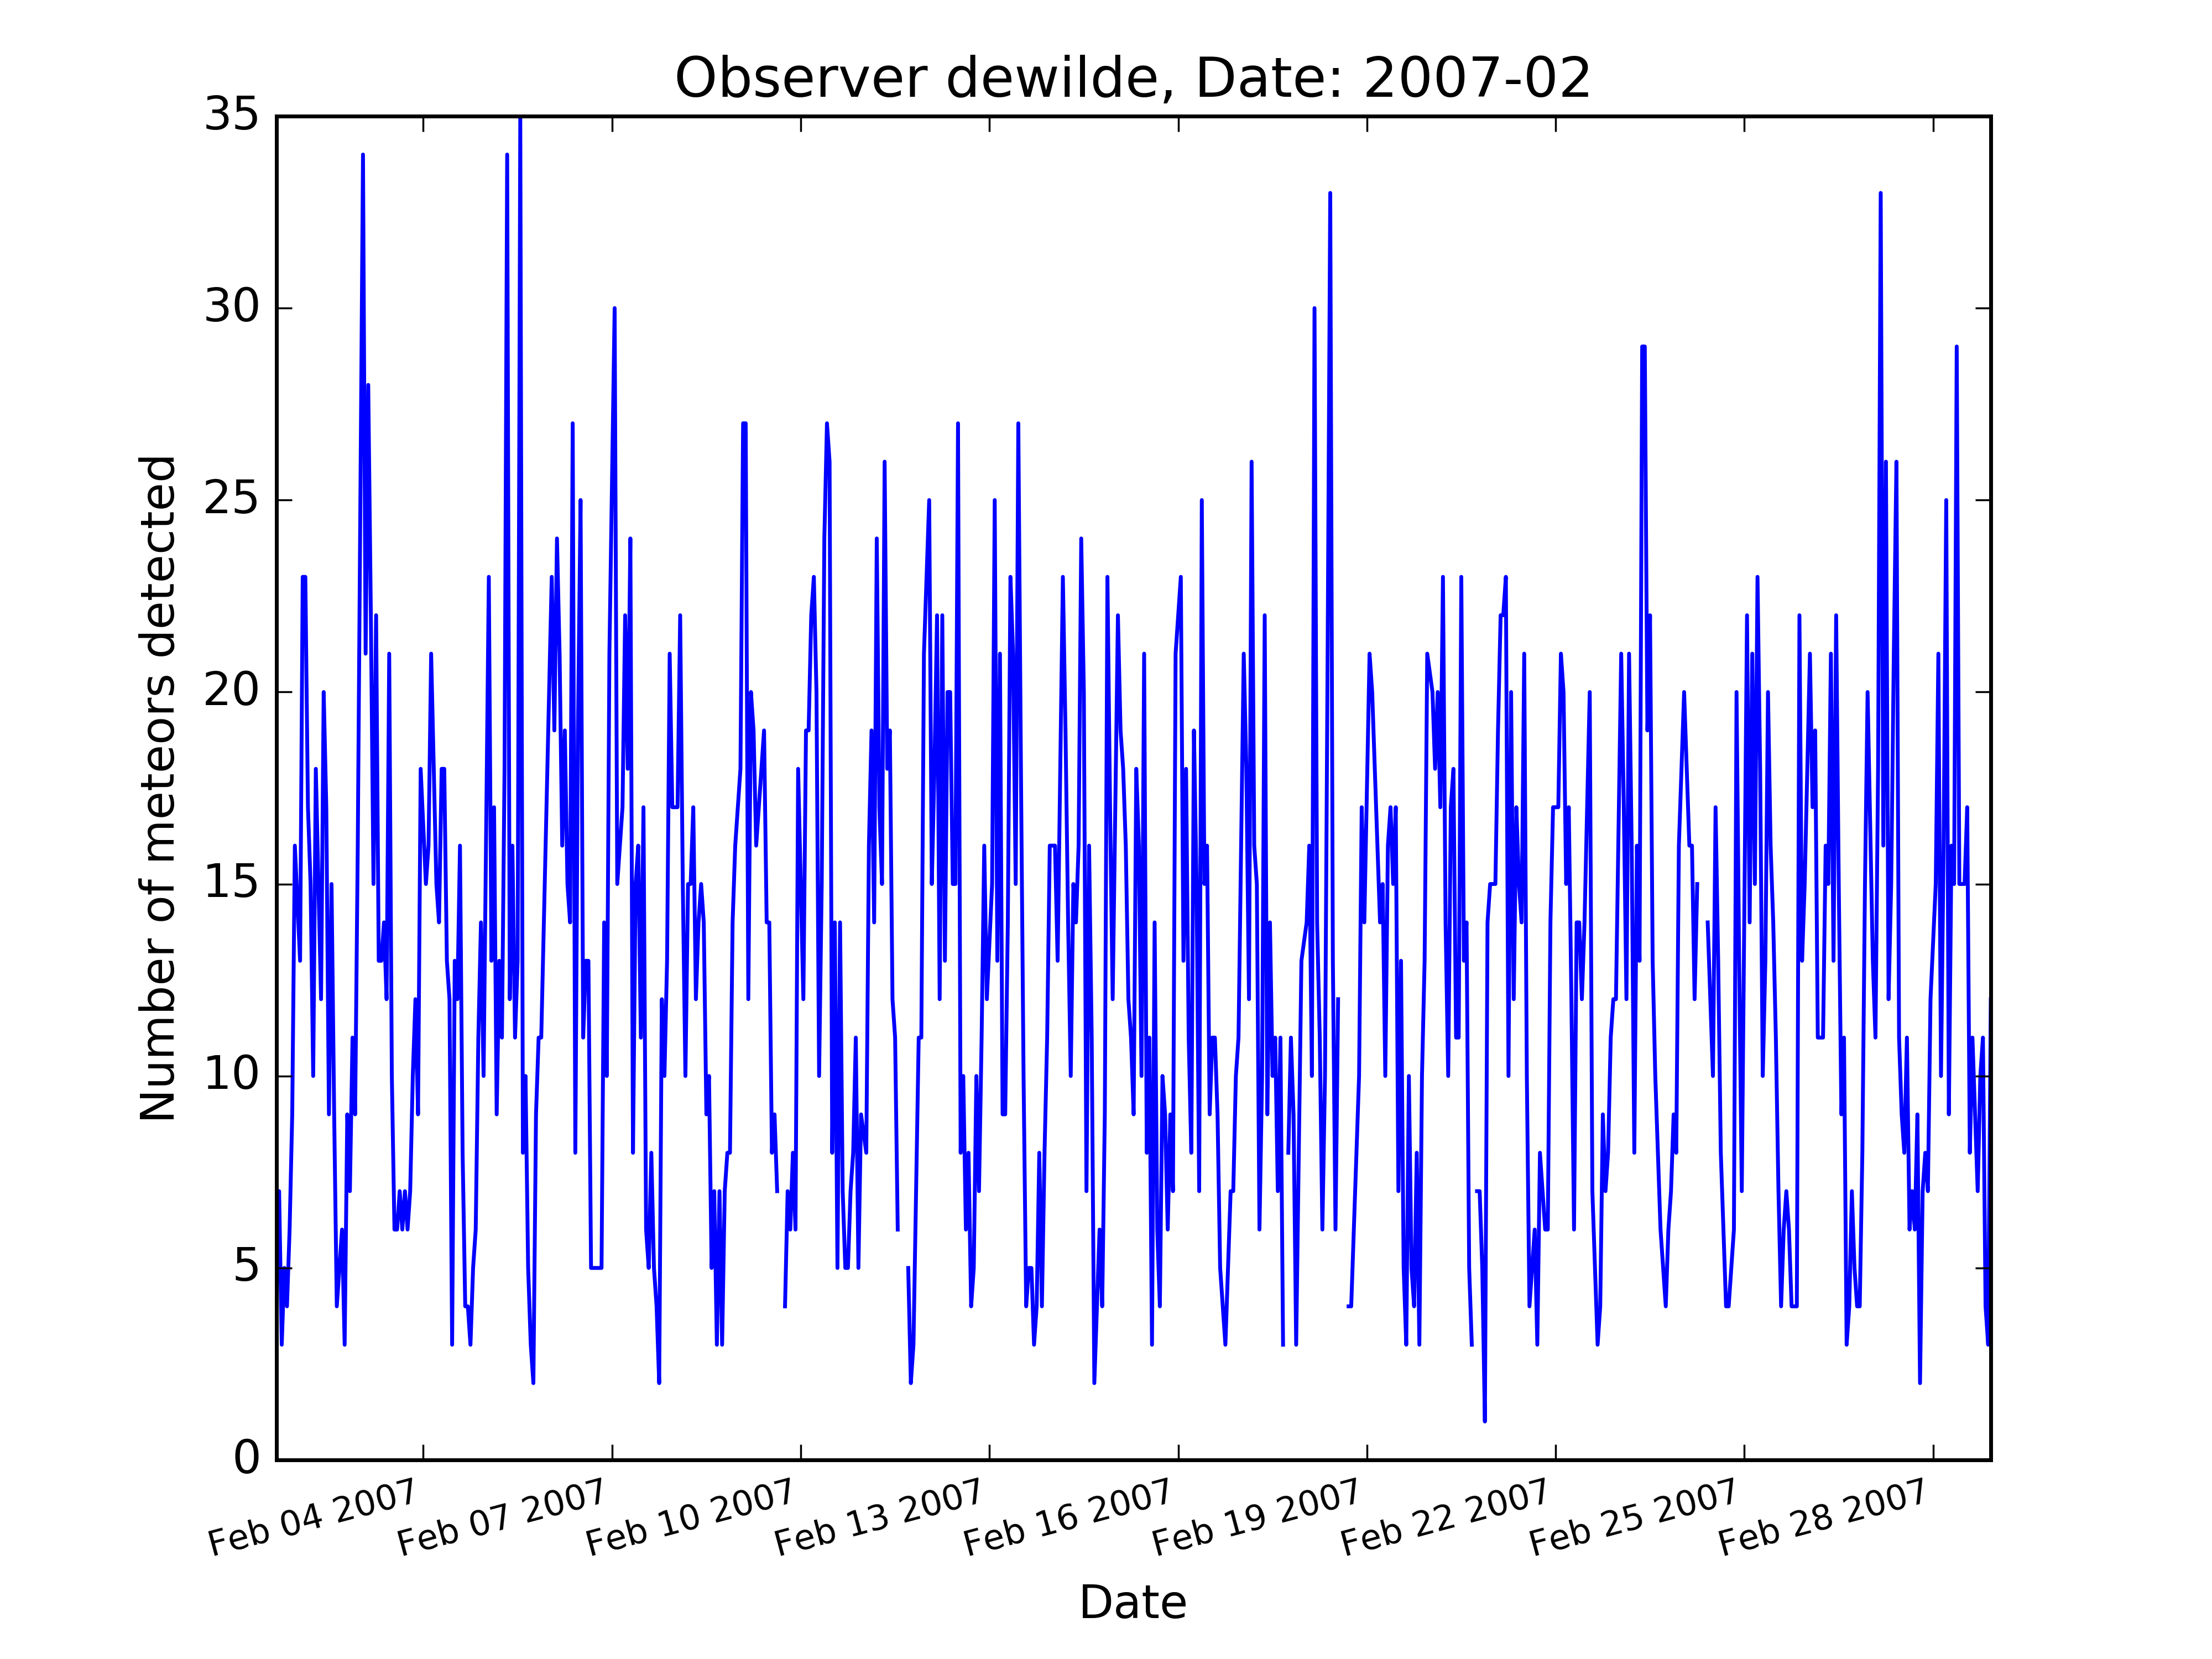 Observer dewilde, Date: 2007-02
35
30
25
20
15
10
5
0
Number of meteors detected
Feb 04 2007
Feb 07 2007
Feb 10 2007
Feb 13 2007
Feb 16 2007
Feb 19 2007
Feb 22 2007
Feb 25 2007
Feb 28 2007
Date